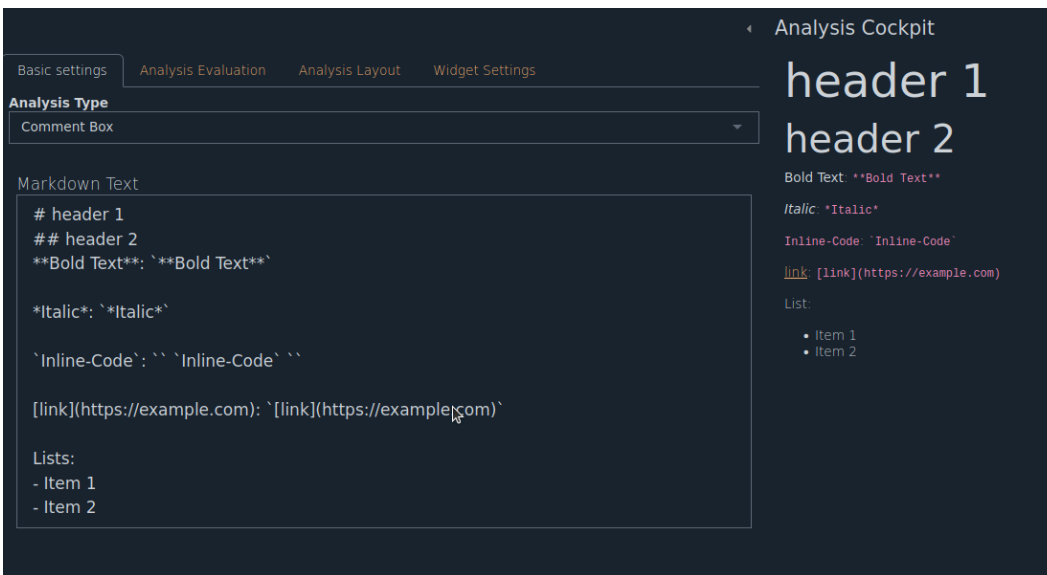 Analysis Cockpit
Basic settings
Analysis Evaluation
Analysis Layout
Widget Settings
Analysis Type
Comment Box
Markdown Text
# header 1
## header 2
**Bold Text**: `**Bold Text**`
*Italic*: `*Italic*`
`Inline-Code`: `` `Inline-Code` ``
[link](https://example.com): `[link](https://example.com)`
Lists:
- Item 1
- Item 2
header 1
header 2
Bold Text: **Bold Text**
Italic: *Italic*
Inline-Code: `Inline-Code`
link: [link](https://example.com)
List:
• Item 1
• Item 2